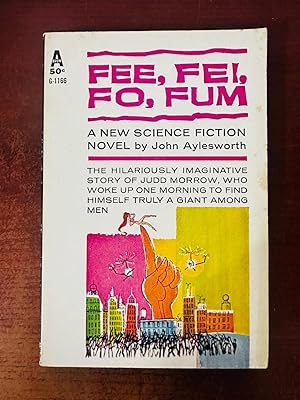 A
50¢
G-1166
FEE, FEI,
FO, FUM
A NEW SCIENCE FICTION
NOVEL by John Aylesworth
THE HILARIOUSLY IMAGINATIVE
STORY OF JUDD MORROW, WHO
WOKE UP ONE MORNING TO FIND
HIMSELF TRULY A GIANT AMONG
MEN